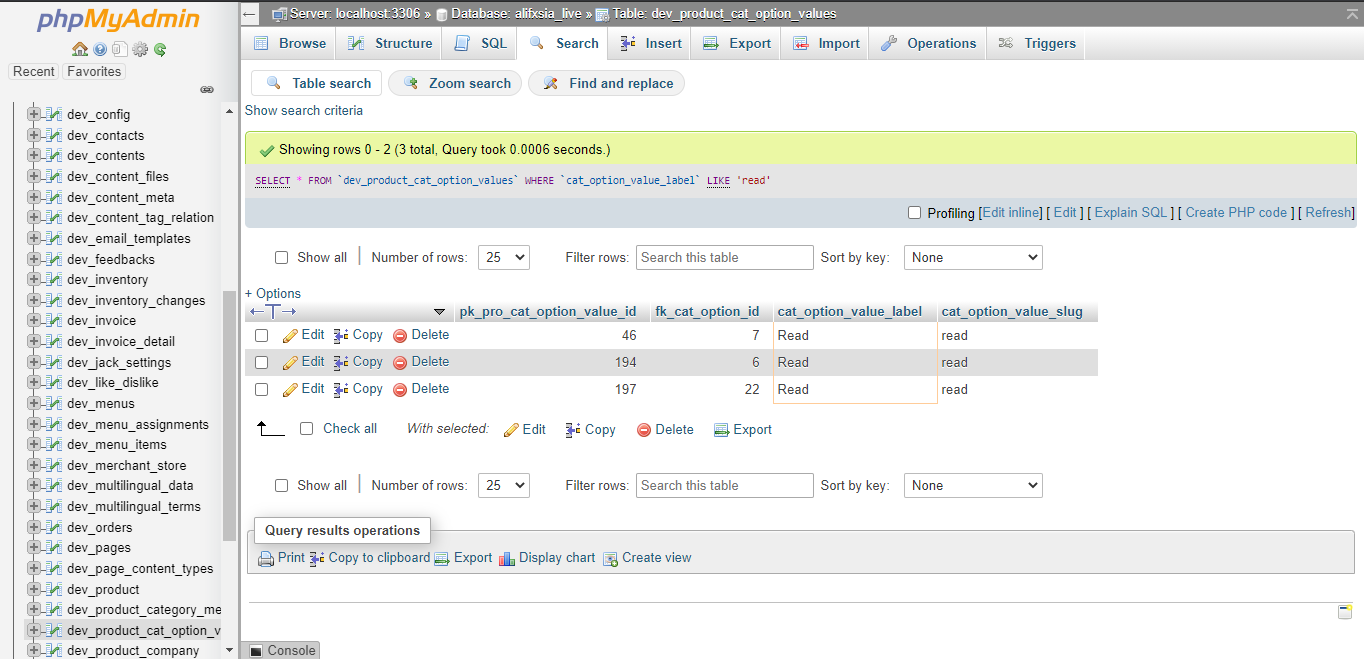 phpMyAdmin
Recent Favorites
dev_config
dev_contacts
dev_contents
dev_content_files
dev_content_meta
dev_content_tag_relation
dev_email_templates
dev_feedbacks
dev_inventory
dev_inventory_changes
dev_invoice
dev_invoice_detail
dev_jack_settings
dev_like_dislike
dev_menus
dev_menu_assignments
dev_menu_items
dev_merchant_store
dev_multilingual_data
dev_multilingual_terms
dev_orders
dev_pages
dev_page_content_types
dev_product
dev_product_category_me
dev_product_cat_option_v
dev_product_company
Server: localhost:3306 » Database: alifxsia_live » Table: dev_product_cat_option_values
Browse Structure SQL Search Insert Export Import Operations Triggers
Table search Zoom search Find and replace
Show search criteria
Showing rows 0 - 2 (3 total, Query took 0.0006 seconds.)
SELECT * FROM `dev_product_cat_option_values` WHERE `cat_option_value_label` LIKE 'read'
Profiling [Edit inline] [ Edit ] [ Explain SQL ] [ Create PHP code ] [ Refresh]
Show all | Number of rows: 25 Filter rows: Search this table Sort by key: None
+ Options
←T→ pk_pro_cat_option_value_id fk_cat_option_id cat_option_value_label cat_option_value_slug
Edit Copy Delete 46 7 Read read
Edit Copy Delete 194 6 Read read
Edit Copy Delete 197 22 Read read
Check all With selected: Edit Copy Delete Export
Show all | Number of rows: 25 Filter rows: Search this table Sort by key: None
Query results operations
Print Copy to clipboard Export Display chart Create view
Console